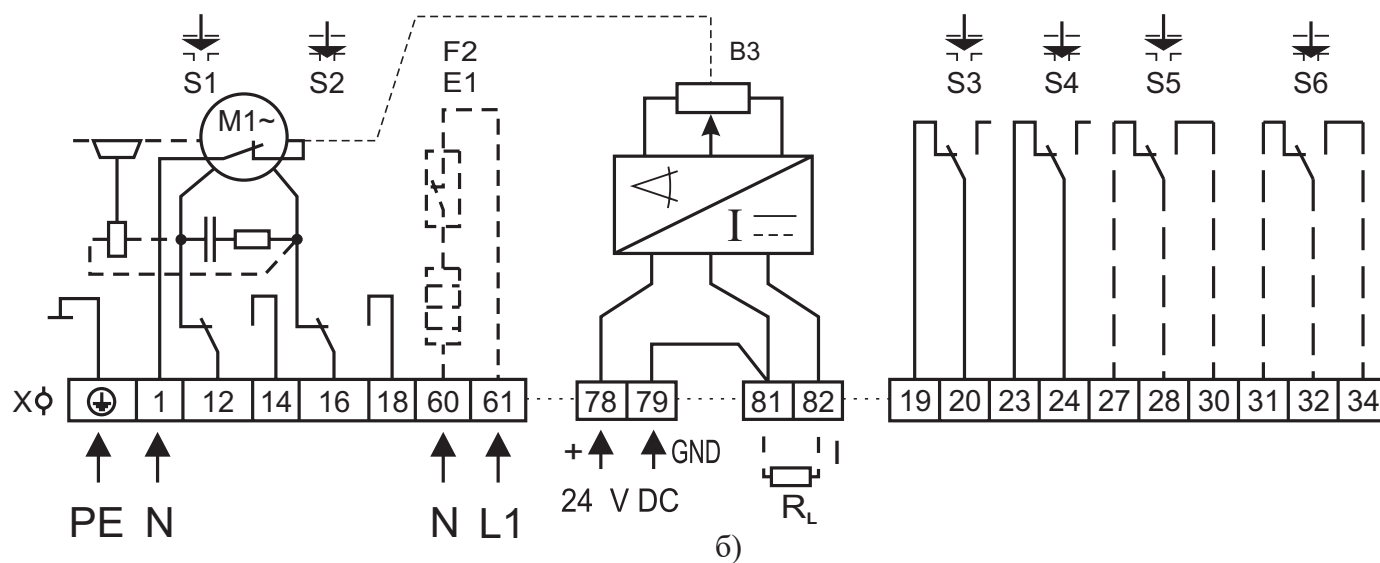 F2 B3
S1 S2 E1 S3 S4 S5 S6
M1~
I
X 1 12 14 16 18 60 61 78 79 81 82 19 20 23 24 27 28 30 31 32 34
+ GND I
24 V DC
PE N N L1 RL
б)